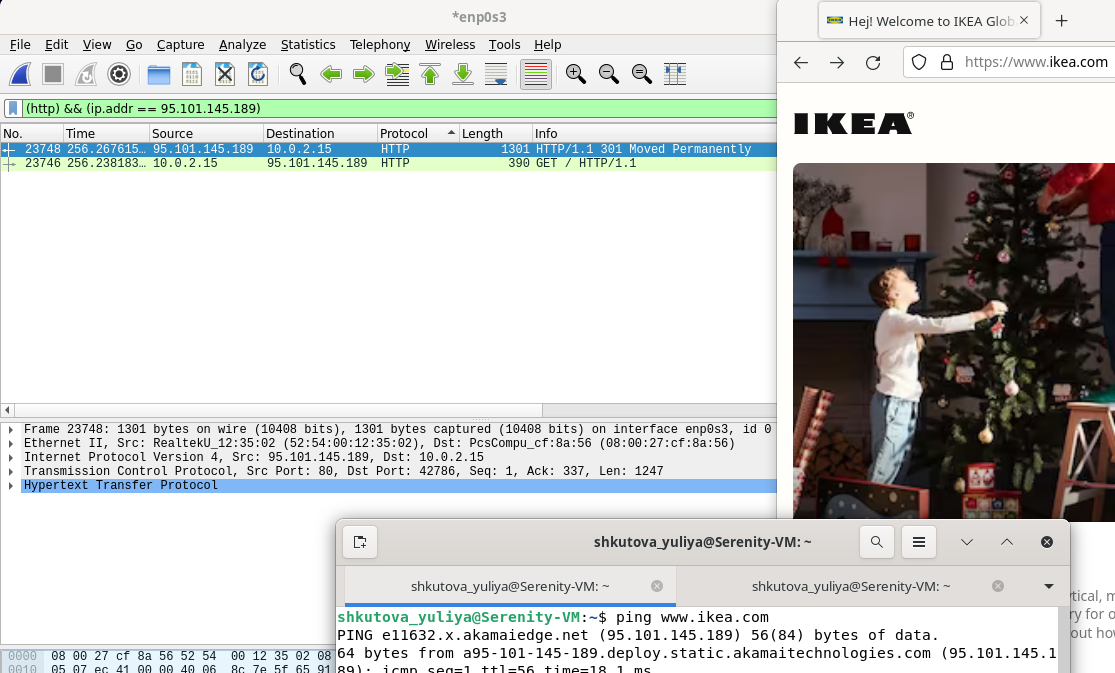 *enp0s3
File Edit View Go Capture Analyze Statistics Telephony Wireless Tools Help
(http) && (ip.addr == 95.101.145.189)
No. Time Source Destination Protocol Length Info
23748 256.267615… 95.101.145.189 10.0.2.15 HTTP 1301 HTTP/1.1 301 Moved Permanently
23746 256.238183… 10.0.2.15 95.101.145.189 HTTP 390 GET / HTTP/1.1
Frame 23748: 1301 bytes on wire (10408 bits), 1301 bytes captured (10408 bits) on interface enp0s3, id 0
Ethernet II, Src: RealtekU_12:35:02 (52:54:00:12:35:02), Dst: PcsCompu_cf:8a:56 (08:00:27:cf:8a:56)
Internet Protocol Version 4, Src: 95.101.145.189, Dst: 10.0.2.15
Transmission Control Protocol, Src Port: 80, Dst Port: 42786, Seq: 1, Ack: 337, Len: 1247
Hypertext Transfer Protocol
0000 08 00 27 cf 8a 56 52 54 00 12 35 02 08
0010 05 07 ec 41 00 00 40 06 8c 7e 5f 65 91
Hej! Welcome to IKEA Glob
https://www.ikea.com
IKEA®
tical, m
ry for o
out how
shkutova_yuliya@Serenity-VM: ~
shkutova_yuliya@Serenity-VM: ~
shkutova_yuliya@Serenity-VM: ~
shkutova_yuliya@Serenity-VM:~$ ping www.ikea.com
PING e11632.x.akamaiedge.net (95.101.145.189) 56(84) bytes of data.
64 bytes from a95-101-145-189.deploy.static.akamaitechnologies.com (95.101.145.1
89): icmp_seq=1 ttl=56 time=18.1 ms